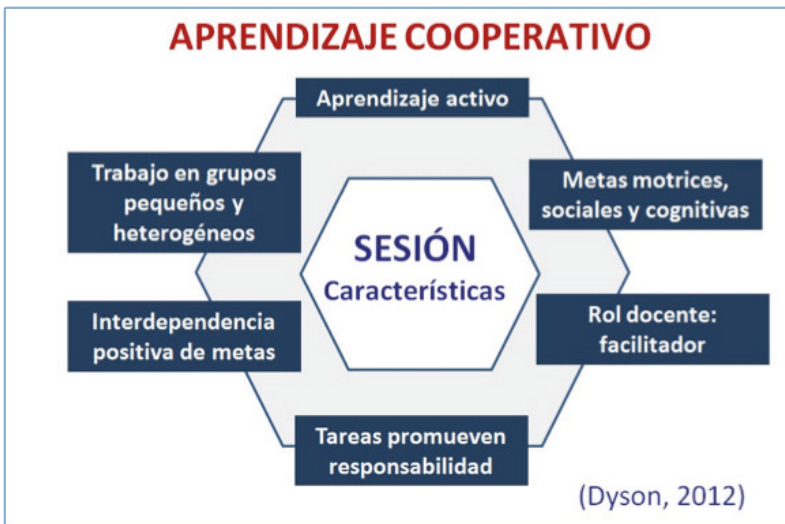 APRENDIZAJE COOPERATIVO
Aprendizaje activo
Trabajo en grupos
pequeños y
heterogéneos
Metas motrices,
sociales y cognitivas
SESIÓN
Características
Interdependencia
positiva de metas
Rol docente:
facilitador
Tareas promueven
responsabilidad
(Dyson, 2012)